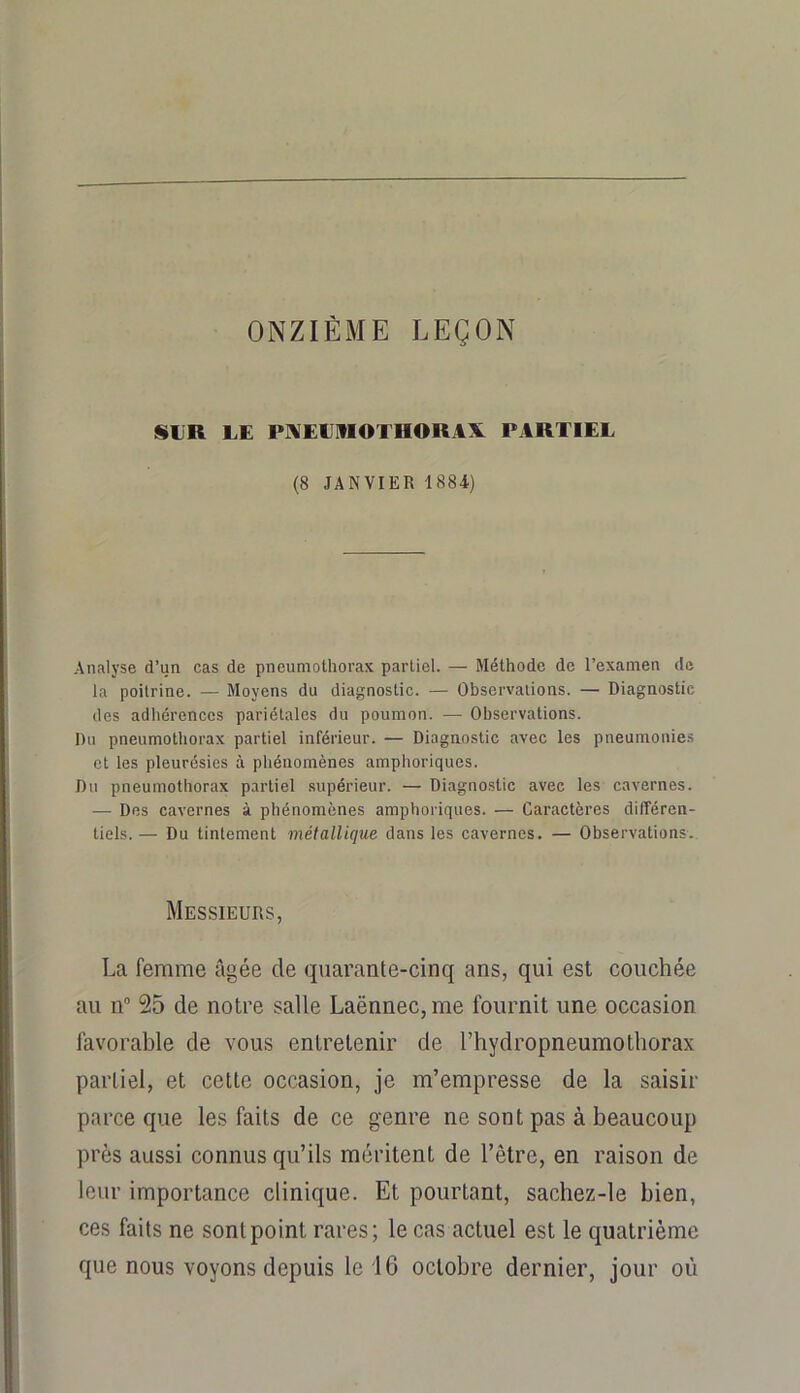 ONZIÈME LEÇON
SUR LE PNEUMOTHORAX PARTIEL
(8 JANVIER 1884)
Analyse d'un cas de pneumothorax partiel. — Méthode de l'examen de
la poitrine. — Moyens du diagnostic. — Observations. — Diagnostic
des adhérences pariétales du poumon. — Observations.
Du pneumothorax partiel inférieur. — Diagnostic avec les pneumonies
et les pleurésies à phénomènes amphoriques.
Du pneumothorax partiel supérieur. — Diagnostic avec les cavernes.
— Des cavernes à phénomènes amphoriques. — Caractères différen-
tiels. — Du tintement métallique dans les cavernes. — Observations.
MESSIEURS,
La femme âgée de quarante-cinq ans, qui est couchée
au n° 25 de notre salle Laënnec, me fournit une occasion
favorable de vous entretenir de l'hydropneumothorax
partiel, et cette occasion, je m'empresse de la saisir
parce que les faits de ce genre ne sont pas à beaucoup
près aussi connus qu'ils méritent de l'être, en raison de
leur importance clinique. Et pourtant, sachez-le bien,
ces faits ne sont point rares; le cas actuel est le quatrième
que nous voyons depuis le 16 octobre dernier, jour où